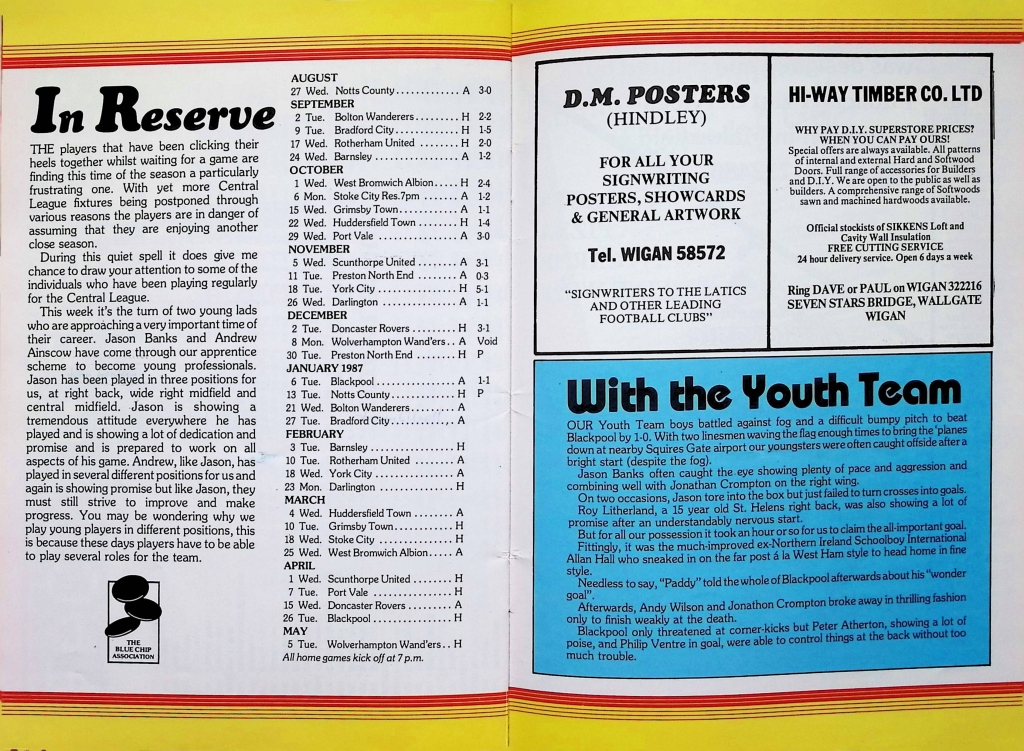 In Reserve
THE players that have been clicking their
heels together whilst waiting for a game are
finding this time of the season a particularly
frustrating one. With yet more Central
League fixtures being postponed through
various reasons the players are in danger of
assuming that they are enjoying another
close season.
During this quiet spell it does give me
chance to draw your attention to some of the
individuals who have been playing regularly
for the Central League.
This week it's the turn of two young lads
who are approaching a very important time of
their career. Jason Banks and Andrew
Ainscow have come through our apprentice
scheme to become young professionals.
Jason has been played in three positions for
us, at right back, wide right midfield and
central midfield. Jason is showing a
tremendous attitude everywhere he has
played and is showing a lot of dedication and
promise and is prepared to work on all
aspects of his game. Andrew, like Jason, has
played in several different positions for us and
again is showing promise but like Jason, they
must still strive to improve and make
progress. You may be wondering why we
play young players in different positions, this
is because these days players have to be able
to play several roles for the team.
THE
BLUE CHIP
ASSOCIATION
AUGUST
27 Wed. Notts County............. A 3-0
SEPTEMBER
2 Tue. Bolton Wanderers......... H 2-2
9 Tue. Bradford City............. H 1-5
17 Wed. Rotherham United ........ H 2-0
24 Wed. Barnsley ................ A 1-2
OCTOBER
1 Wed. West Bromwich Albion..... H 2-4
6 Mon. Stoke City Res.7pm ....... A 1-2
15 Wed. Grimsby Town............. A 1-1
22 Wed. Huddersfield Town ........ H 1-4
29 Wed. Port Vale ................ A 3-0
NOVEMBER
5 Wed. Scunthorpe United ........ A 3-1
11 Tue. Preston North End ........ A 0-3
18 Tue. York City ................ H 5-1
26 Wed. Darlington ............... A 1-1
DECEMBER
2 Tue. Doncaster Rovers ......... H 3-1
8 Mon. Wolverhampton Wand'ers.. A Void
30 Tue. Preston North End ........ H P
JANUARY 1987
6 Tue. Blackpool ................ A 1-1
13 Tue. Notts County............. H P
21 Wed. Bolton Wanderers......... A
27 Tue. Bradford City............. A
FEBRUARY
3 Tue. Barnsley ................ H
10 Tue. Rotherham United ........ A
18 Wed. York City ................ A
23 Mon. Darlington ............... H
MARCH
4 Wed. Huddersfield Town ........ A
10 Tue. Grimsby Town............. H
18 Wed. Stoke City .............. H
25 Wed. West Bromwich Albion..... A
APRIL
1 Wed. Scunthorpe United ........ H
7 Tue. Port Vale ................ H
15 Wed. Doncaster Rovers ......... A
26 Tue. Blackpool ................ H
MAY
5 Tue. Wolverhampton Wand'ers.. H
All home games kick off at 7 p.m.
D.M. POSTERS
(HINDLEY)
FOR ALL YOUR
SIGNWRITING
POSTERS, SHOWCARDS
& GENERAL ARTWORK
Tel. WIGAN 58572
"SIGNWRITERS TO THE LATICS
AND OTHER LEADING
FOOTBALL CLUBS"
HI-WAY TIMBER CO. LTD
WHY PAY D.I.Y. SUPERSTORE PRICES?
WHEN YOU CAN PAY OURS!
Special offers are always available. All patterns
of internal and external Hard and Softwood
Doors. Full range of accessories for Builders
and D.I.Y. We are open to the public as well as
builders. A comprehensive range of Softwoods
sawn and machined hardwoods available.
Official stockists of SIKKENS Loft and
Cavity Wall Insulation
FREE CUTTING SERVICE
24 hour delivery service. Open 6 days a week
Ring DAVE or PAUL on WIGAN 322216
SEVEN STARS BRIDGE, WALLGATE
WIGAN
With the Youth Team
OUR Youth Team boys battled against fog and a difficult bumpy pitch to beat
Blackpool by 1-0. With two linesmen waving the flag enough times to bring the 'planes
down at nearby Squires Gate airport our youngsters were often caught offside after a
bright start (despite the fog).
Jason Banks often caught the eye showing plenty of pace and aggression and
combining well with Jonathan Crompton on the right wing.
On two occasions, Jason tore into the box but just failed to turn crosses into goals.
Roy Litherland, a 15 year old St. Helens right back, was also showing a lot of
promise after an understandably nervous start.
But for all our possession it took an hour or so for us to claim the all-important goal.
Fittingly, it was the much-improved ex-Northern Ireland Schoolboy International
Allan Hall who sneaked in on the far post á la West Ham style to head home in fine
style.
Needless to say, "Paddy" told the whole of Blackpool afterwards about his "wonder
goal".
Afterwards, Andy Wilson and Jonathon Crompton broke away in thrilling fashion
only to finish weakly at the death.
Blackpool only threatened at corner-kicks but Peter Atherton, showing a lot of
poise, and Philip Ventre in goal, were able to control things at the back without too
much trouble.